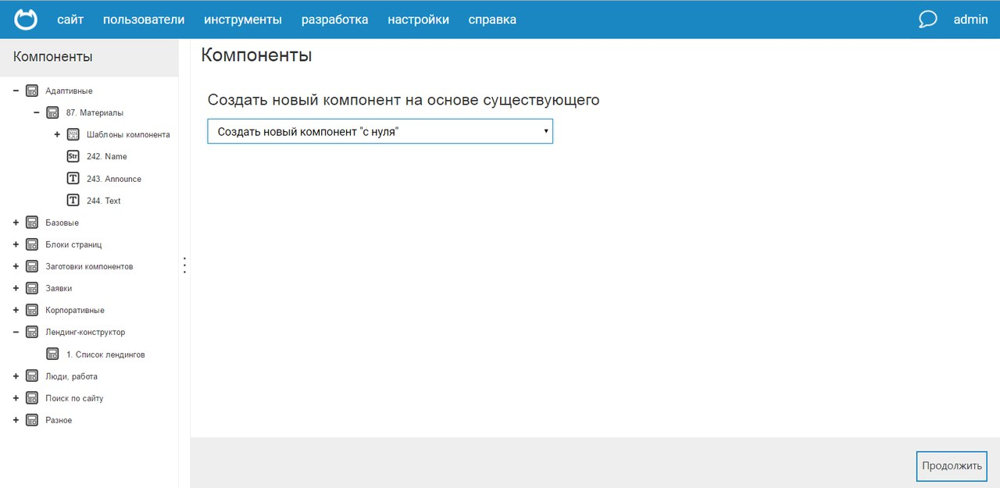 сайт пользователи инструменты разработка настройки справка admin
Компоненты
Адаптивные
87. Материалы
Шаблоны компонента
Str 242. Name
T 243. Announce
T 244. Text
Базовые
Блоки страниц
Заготовки компонентов
Заявки
Корпоративные
Лендинг-конструктор
1. Список лендингов
Люди, работа
Поиск по сайту
Разное
Компоненты
Создать новый компонент на основе существующего
Создать новый компонент "с нуля"
Продолжить